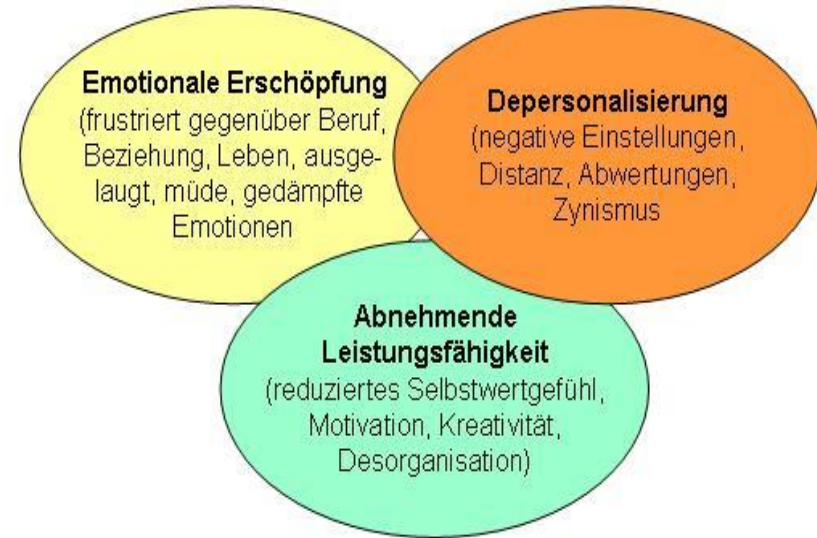 Emotionale Erschöpfung
(frustriert gegenüber Beruf,
Beziehung, Leben, ausge-
laugt, müde, gedämpfte
Emotionen
Depersonalisierung
(negative Einstellungen,
Distanz, Abwertungen,
Zynismus
Abnehmende
Leistungsfähigkeit
(reduziertes Selbstwertgefühl,
Motivation, Kreativität,
Desorganisation)